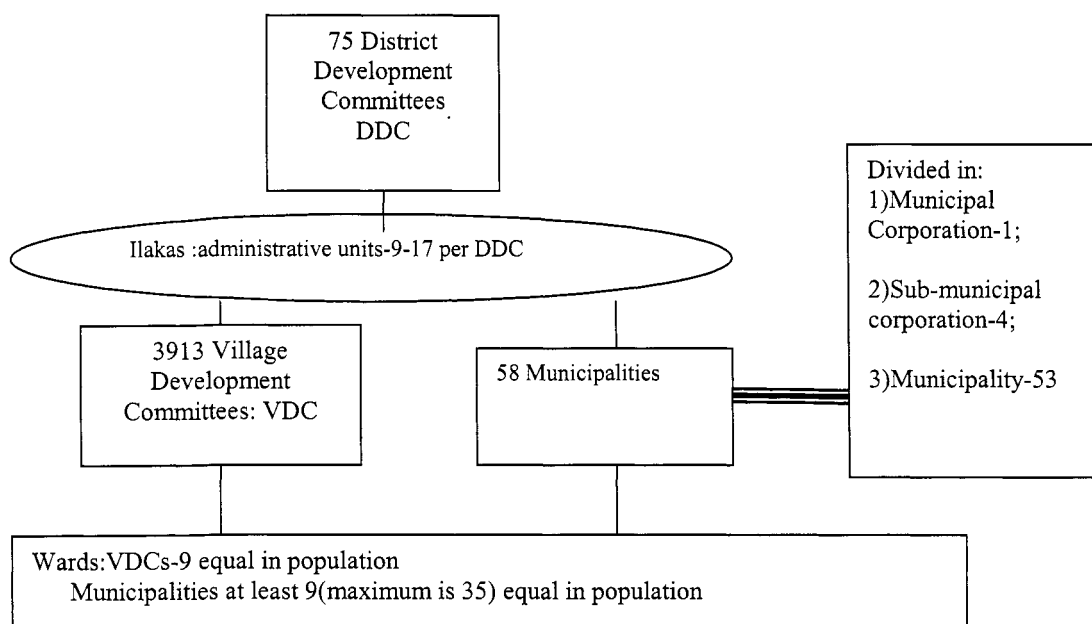 75 District
Development
Committees
DDC
Ilakas :administrative units-9-17 per DDC
3913 Village
Development
Committees: VDC
58 Municipalities
Divided in:
1)Municipal
Corporation-1;
2)Sub-municipal
corporation-4;
3)Municipality-53
Wards:VDCs-9 equal in population
Municipalities at least 9(maximum is 35) equal in population